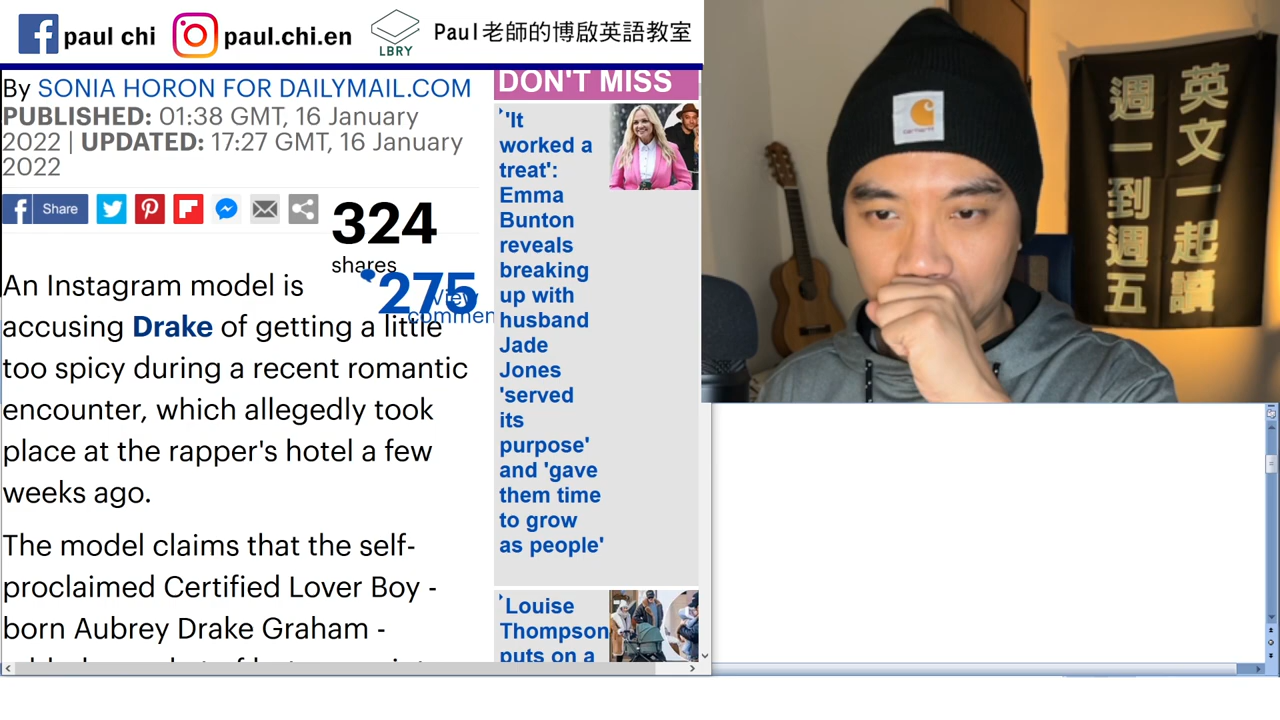 paul chi
paul.chi.en
LBRY
Paul老師的博啟英語教室
By SONIA HORON FOR DAILYMAIL.COM
PUBLISHED: 01:38 GMT, 16 January
2022 | UPDATED: 17:27 GMT, 16 January
2022
Share
324
shares
275
View
commen
An Instagram model is
accusing Drake of getting a little
too spicy during a recent romantic
encounter, which allegedly took
place at the rapper's hotel a few
weeks ago.
The model claims that the self-
proclaimed Certified Lover Boy -
born Aubrey Drake Graham -
DON'T MISS
'It
worked a
treat':
Emma
Bunton
reveals
breaking
up with
husband
Jade
Jones
'served
its
purpose'
and 'gave
them time
to grow
as people'
Louise
Thompson
puts on a
carhartt
英文一起讀
週一到週五